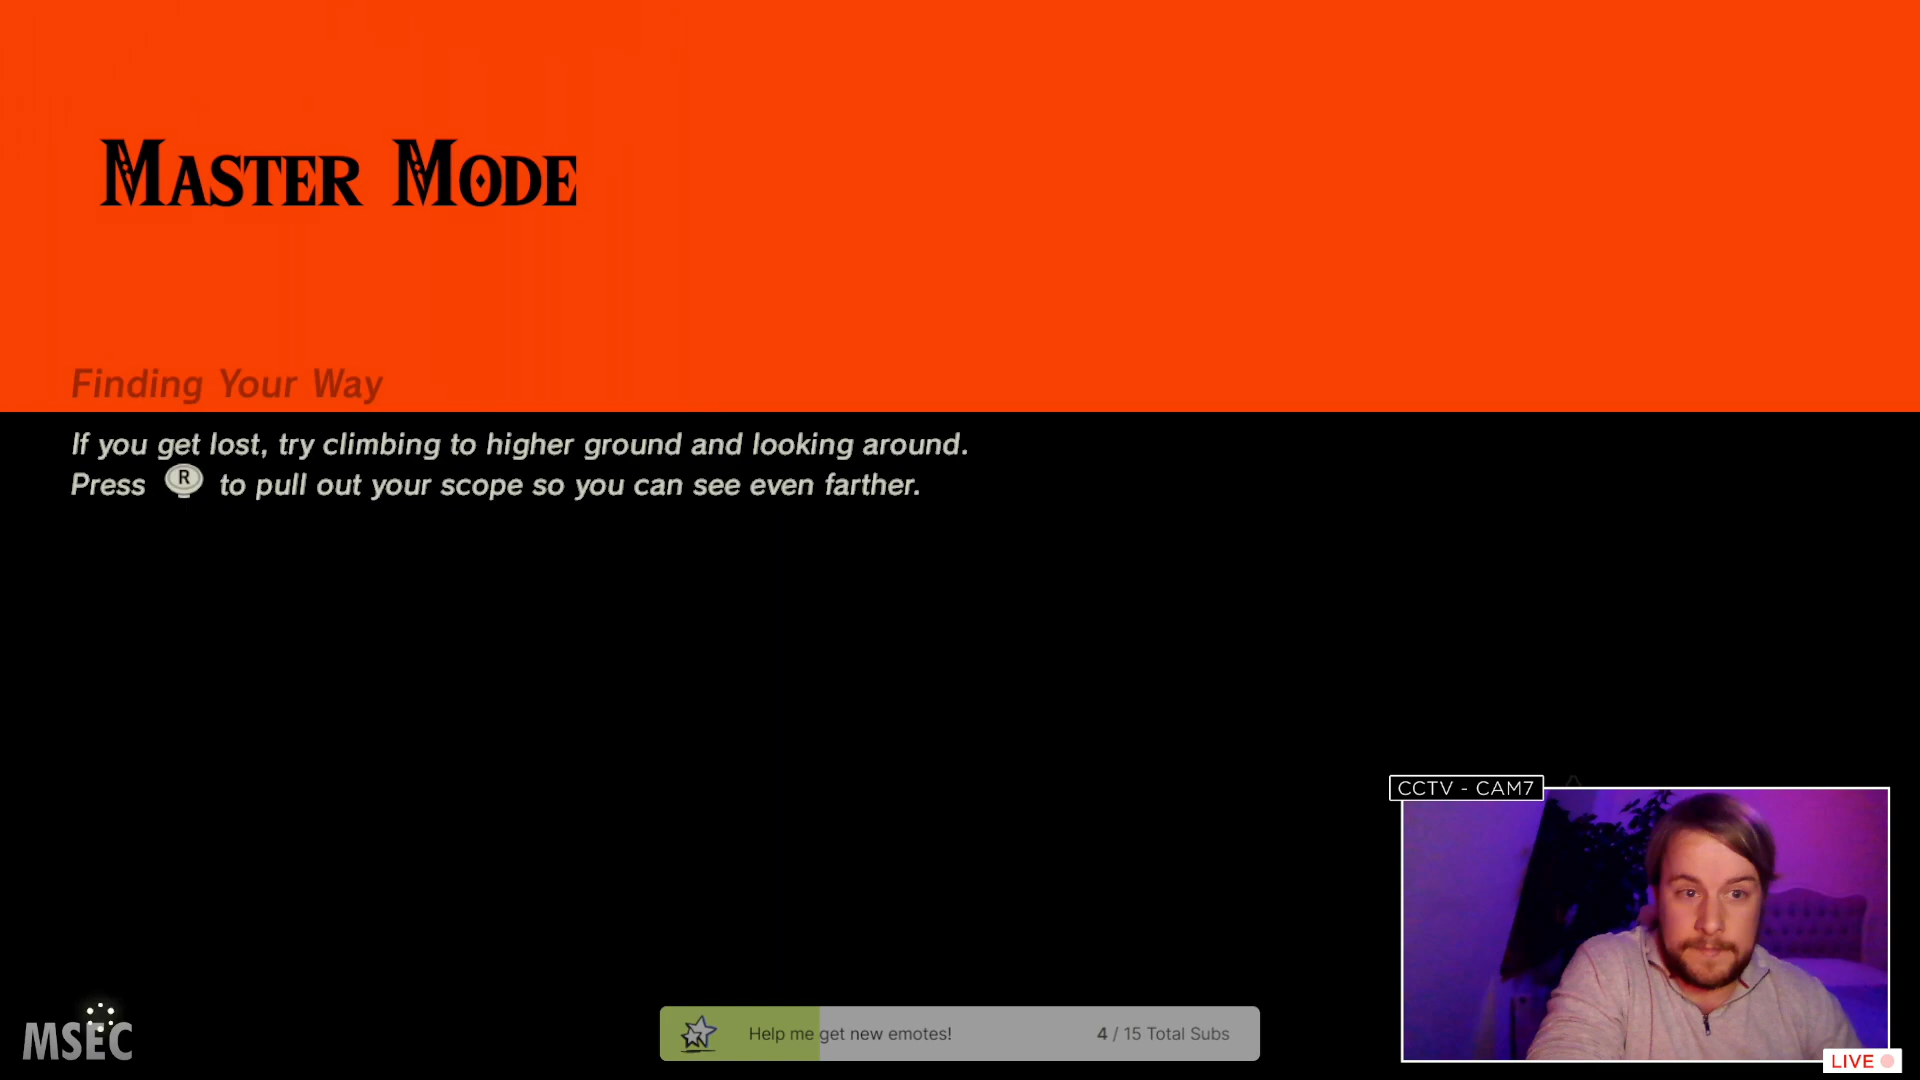 Master Mode
Finding Your Way
If you get lost, try climbing to higher ground and looking around.
Press R to pull out your scope so you can see even farther.
CCTV - CAM7
MSEC
7
Help me get new emotes!
4 / 15 Total Subs
LIVE